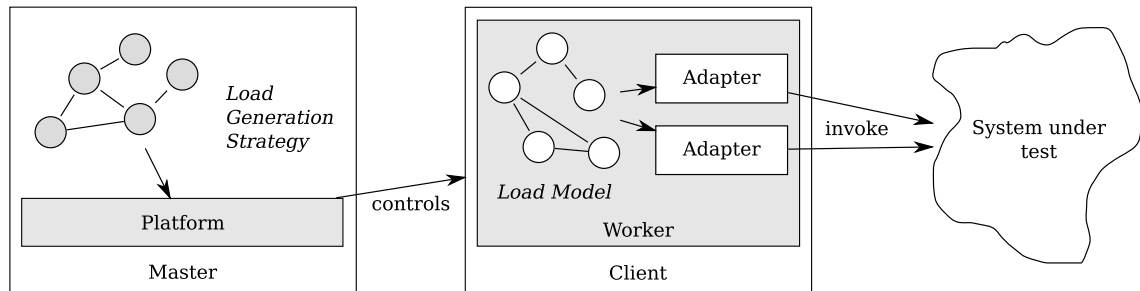 Load
Generation
Strategy
Platform
Master
controls
Adapter
Adapter
Load Model
Worker
Client
invoke
System under
test